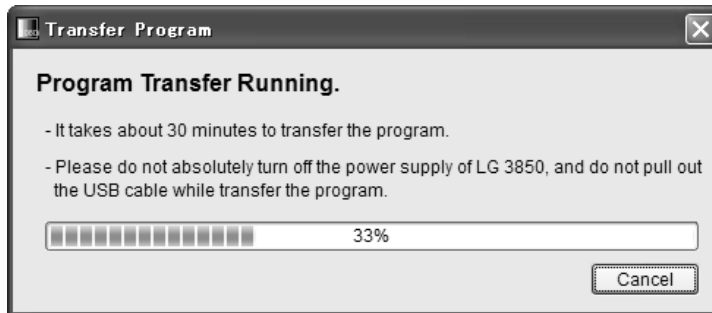 Transfer Program
Program Transfer Running.
- It takes about 30 minutes to transfer the program.
- Please do not absolutely turn off the power supply of LG 3850, and do not pull out
the USB cable while transfer the program.
33%
Cancel